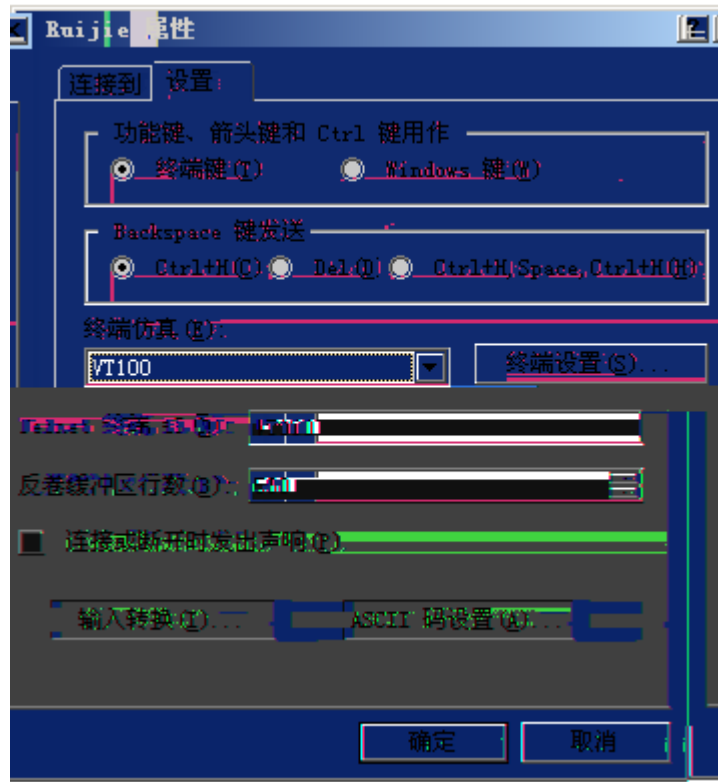 Ruijie 属性
连接到 设置
功能键、箭头键和 Ctrl 键用作
终端键(T) Windows 键(W)
Backspace 键发送
Ctrl+H(C) Del(D) Ctrl+H,Space,Ctrl+H(H)
终端仿真(E):
VT100 终端设置(S)...
Telnet 终端
反卷缓冲区行数(B):
连接或断开时发出声响(P)
输入转换(I)... ASCII 码设置(A)...
确定 取消